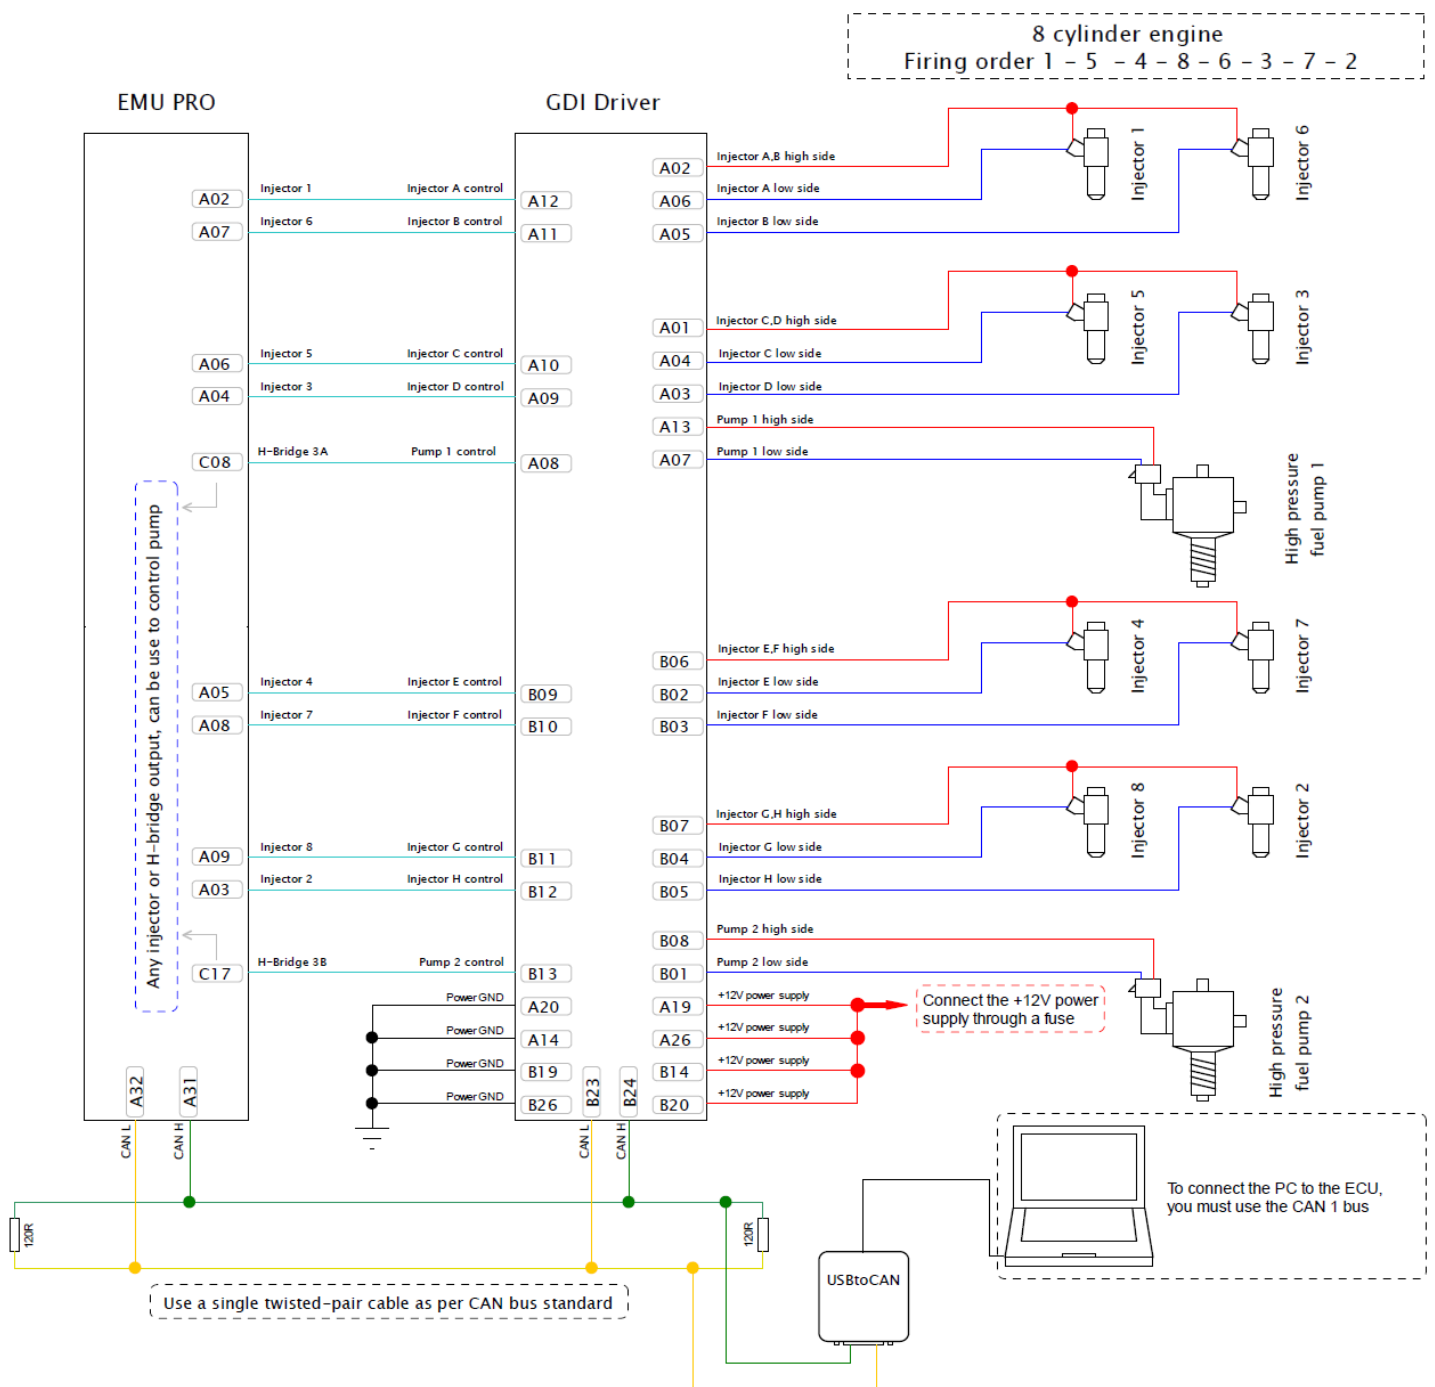 8 cylinder engine
Firing order 1 - 5 - 4 - 8 - 6 - 3 - 7 - 2
EMU PRO
GDI Driver
A02
Injector 1
Injector A control
A12
A07
Injector 6
Injector B control
A11
A02
Injector A,B high side
A06
Injector A low side
A05
Injector B low side
Injector 1
Injector 6
A06
Injector 5
Injector C control
A10
A04
Injector 3
Injector D control
A09
A01
Injector C,D high side
A04
Injector C low side
A03
Injector D low side
Injector 5
Injector 3
C08
H-Bridge 3A
Pump 1 control
A08
A13
Pump 1 high side
A07
Pump 1 low side
High pressure
fuel pump 1
Any injector or H-bridge output, can be use to control pump
A05
Injector 4
Injector E control
B09
A08
Injector 7
Injector F control
B10
B06
Injector E,F high side
B02
Injector E low side
B03
Injector F low side
Injector 4
Injector 7
A09
Injector 8
Injector G control
B11
A03
Injector 2
Injector H control
B12
B07
Injector G,H high side
B04
Injector G low side
B05
Injector H low side
Injector 8
Injector 2
C17
H-Bridge 3B
Pump 2 control
B13
B08
Pump 2 high side
B01
Pump 2 low side
High pressure
fuel pump 2
Power GND
A20
Power GND
A14
Power GND
B19
Power GND
B26
A19
+12V power supply
A26
+12V power supply
B14
+12V power supply
B20
+12V power supply
Connect the +12V power
supply through a fuse
A32
A31
B23
B24
CAN L
CAN H
CAN L
CAN H
120R
120R
Use a single twisted-pair cable as per CAN bus standard
USBtoCAN
To connect the PC to the ECU,
you must use the CAN 1 bus